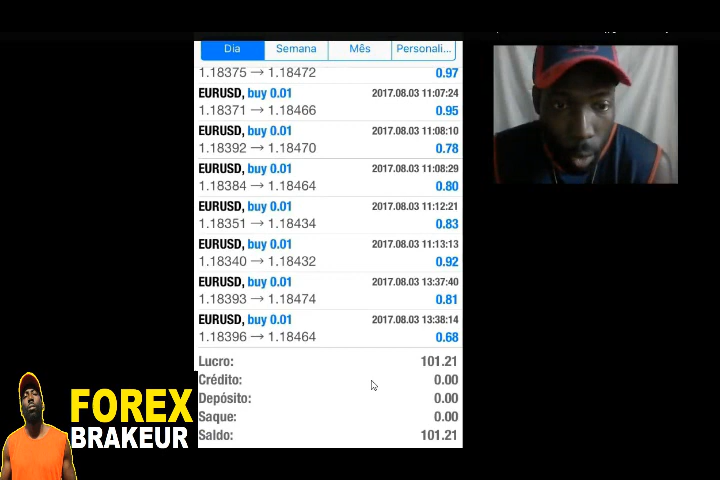 Dia Semana Mês Personali...
1.18375 → 1.18472 0.97
EURUSD, buy 0.01 2017.08.03 11:07:24
1.18371 → 1.18466 0.95
EURUSD, buy 0.01 2017.08.03 11:08:10
1.18392 → 1.18470 0.78
EURUSD, buy 0.01 2017.08.03 11:08:29
1.18384 → 1.18464 0.80
EURUSD, buy 0.01 2017.08.03 11:12:21
1.18351 → 1.18434 0.83
EURUSD, buy 0.01 2017.08.03 11:13:13
1.18340 → 1.18432 0.92
EURUSD, buy 0.01 2017.08.03 13:37:40
1.18393 → 1.18474 0.81
EURUSD, buy 0.01 2017.08.03 13:38:14
1.18396 → 1.18464 0.68
Lucro: 101.21
Crédito: 0.00
Depósito: 0.00
Saque: 0.00
Saldo: 101.21
FOREX
BRAKEUR